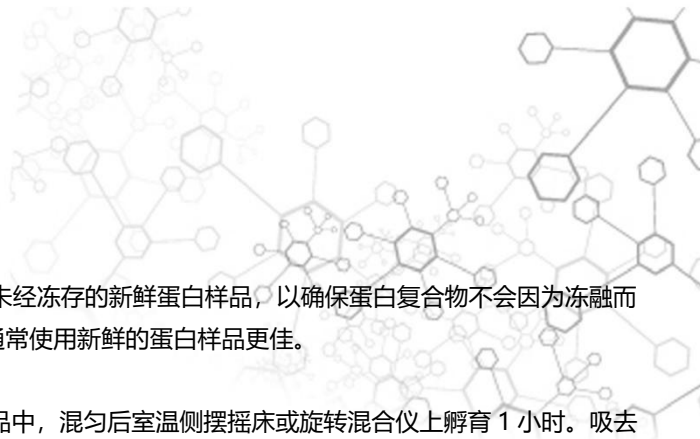 未经冻存的新鲜蛋白样品，以确保蛋白复合物不会因为冻融而
通常使用新鲜的蛋白样品更佳。
品中，混匀后室温侧摆摇床或旋转混合仪上孵育 1 小时。吸去